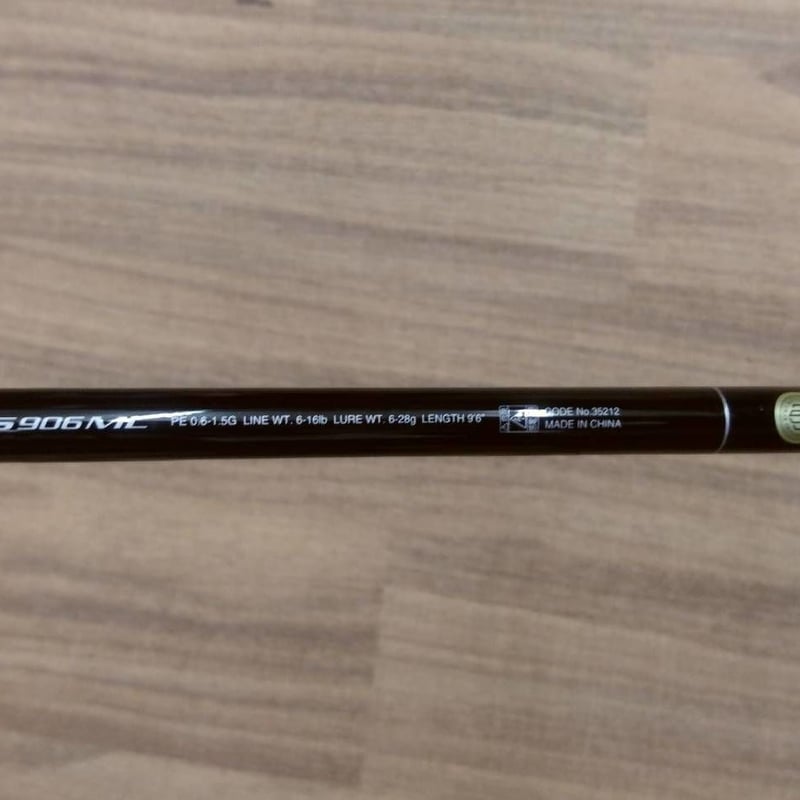 S906ML PE 0.6-1.5G LINE WT. 6-16lb LURE WT. 6-28g LENGTH 9'6"
CODE No.35212
MADE IN CHINA